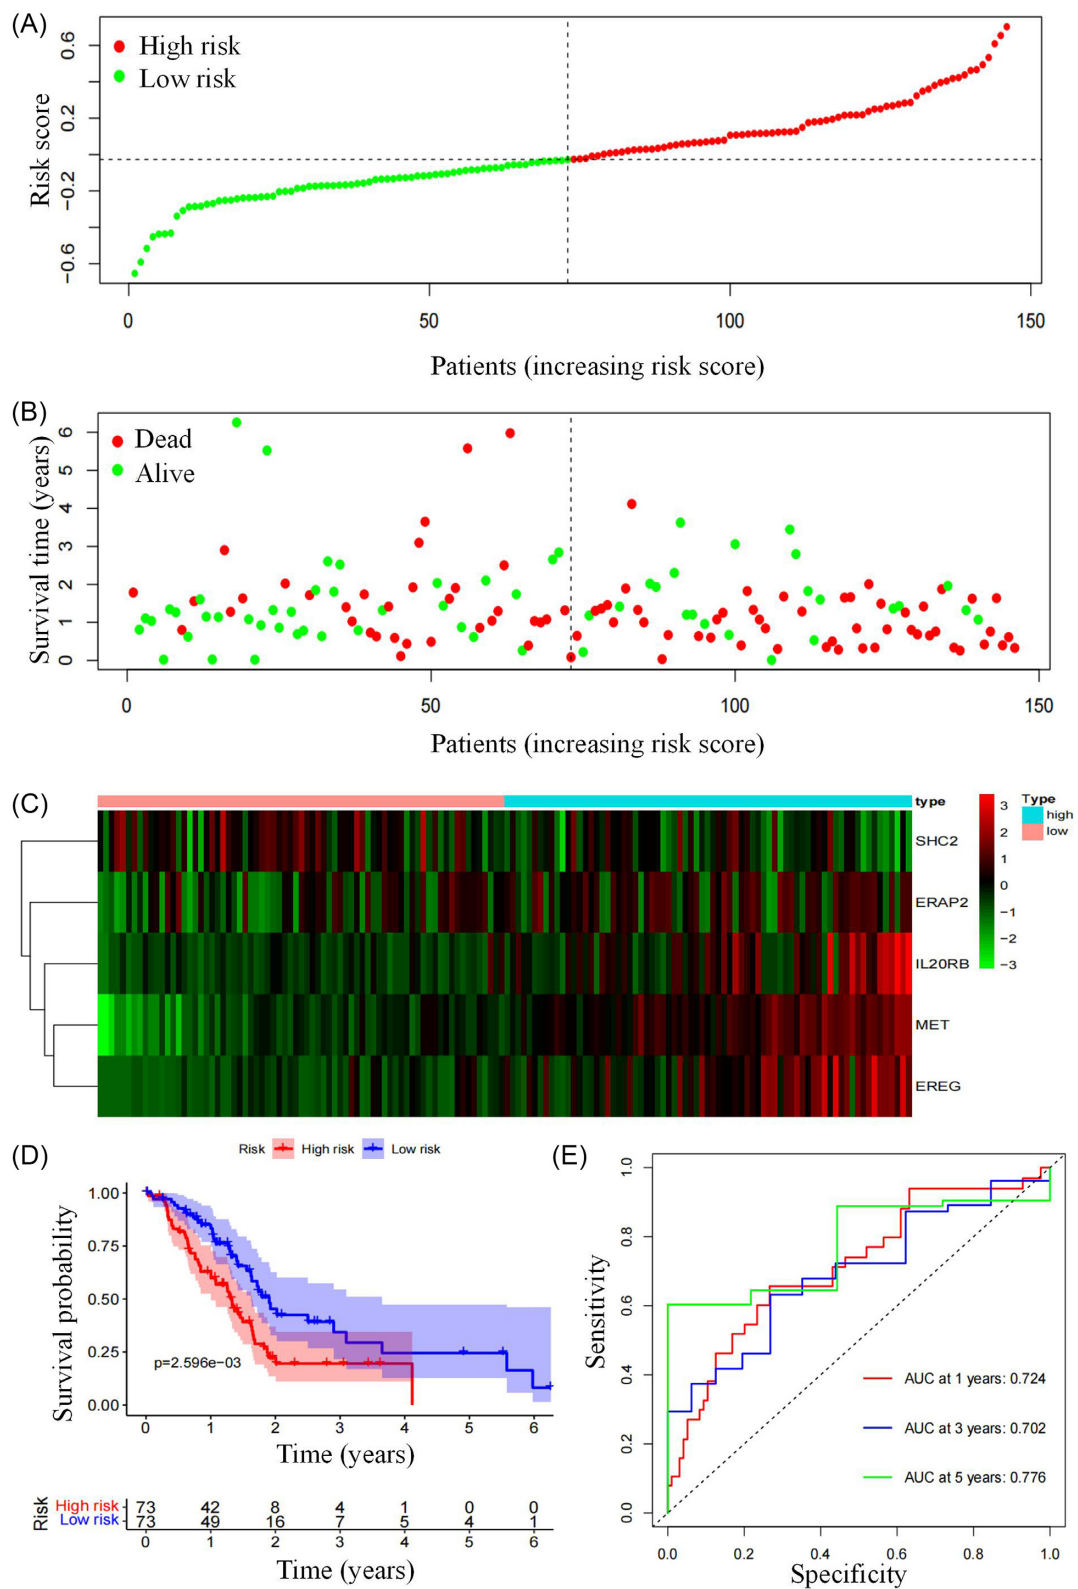 (A)
High risk
Low risk
Risk score
0.6
0.2
−0.2
−0.6
0 50 100 150
Patients (increasing risk score)
(B)
Dead
Alive
Survival time (years)
6
5
4
3
2
1
0
0 50 100 150
Patients (increasing risk score)
(C)
type
SHC2
ERAP2
IL20RB
MET
EREG
3
2
1
0
−1
−2
−3
Type
high
low
(D)
Risk High risk Low risk
Survival probability
1.00
0.75
0.50
0.25
0.00
p=2.596e−03
0 1 2 3 4 5 6
Time (years)
Risk
High risk 73 42 8 4 1 0 0
Low risk 73 49 16 7 5 4 1
0 1 2 3 4 5 6
Time (years)
(E)
Sensitivity
1.0
0.8
0.6
0.4
0.2
0.0
AUC at 1 years: 0.724
AUC at 3 years: 0.702
AUC at 5 years: 0.776
0.0 0.2 0.4 0.6 0.8 1.0
Specificity